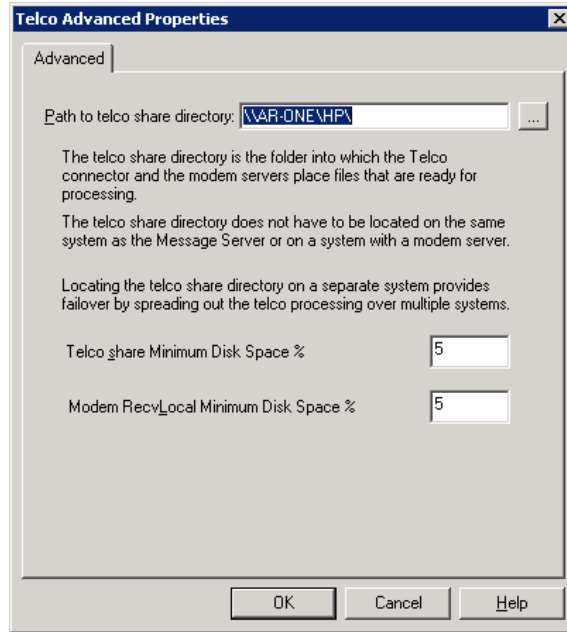 Telco Advanced Properties
Advanced
Path to telco share directory: \\AR-ONE\HP\ ...
The telco share directory is the folder into which the Telco
connector and the modem servers place files that are ready for
processing.
The telco share directory does not have to be located on the same
system as the Message Server or on a system with a modem server.
Locating the telco share directory on a separate system provides
failover by spreading out the telco processing over multiple systems.
Telco share Minimum Disk Space % 5
Modem RecvLocal Minimum Disk Space % 5
OK Cancel Help